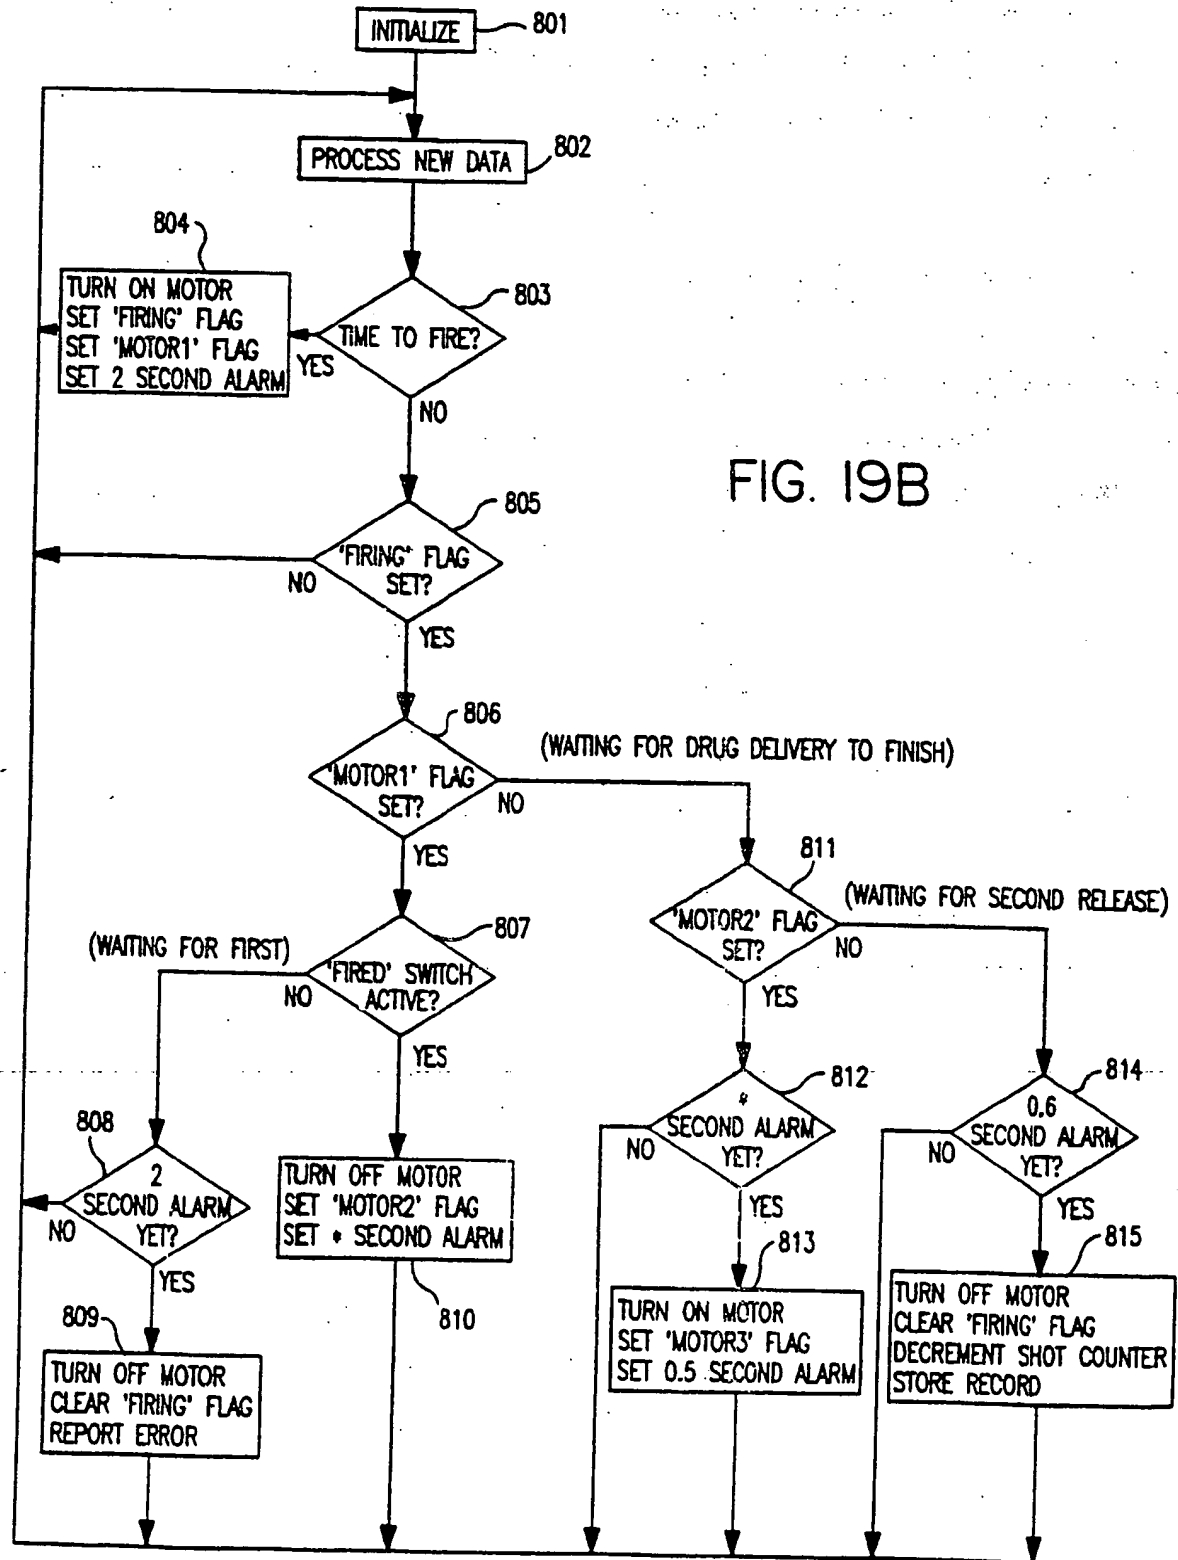 INITIALIZE
801
PROCESS NEW DATA
802
804
TURN ON MOTOR
SET 'FIRING' FLAG
SET 'MOTOR1' FLAG
SET 2 SECOND ALARM
803
TIME TO FIRE?
YES
NO
FIG. 19B
805
'FIRING' FLAG
SET?
NO
YES
806
(WAITING FOR DRUG DELIVERY TO FINISH)
'MOTOR1' FLAG
SET?
NO
YES
811
(WAITING FOR SECOND RELEASE)
'MOTOR2' FLAG
SET?
NO
YES
807
(WAITING FOR FIRST)
'FIRED' SWITCH
ACTIVE?
NO
YES
808
2
SECOND ALARM
YET?
NO
YES
TURN OFF MOTOR
SET 'MOTOR2' FLAG
SET * SECOND ALARM
810
812
*
SECOND ALARM
YET?
NO
YES
814
0.6
SECOND ALARM
YET?
NO
YES
809
TURN OFF MOTOR
CLEAR 'FIRING' FLAG
REPORT ERROR
813
TURN ON MOTOR
SET 'MOTOR3' FLAG
SET 0.5 SECOND ALARM
815
TURN OFF MOTOR
CLEAR 'FIRING' FLAG
DECREMENT SHOT COUNTER
STORE RECORD